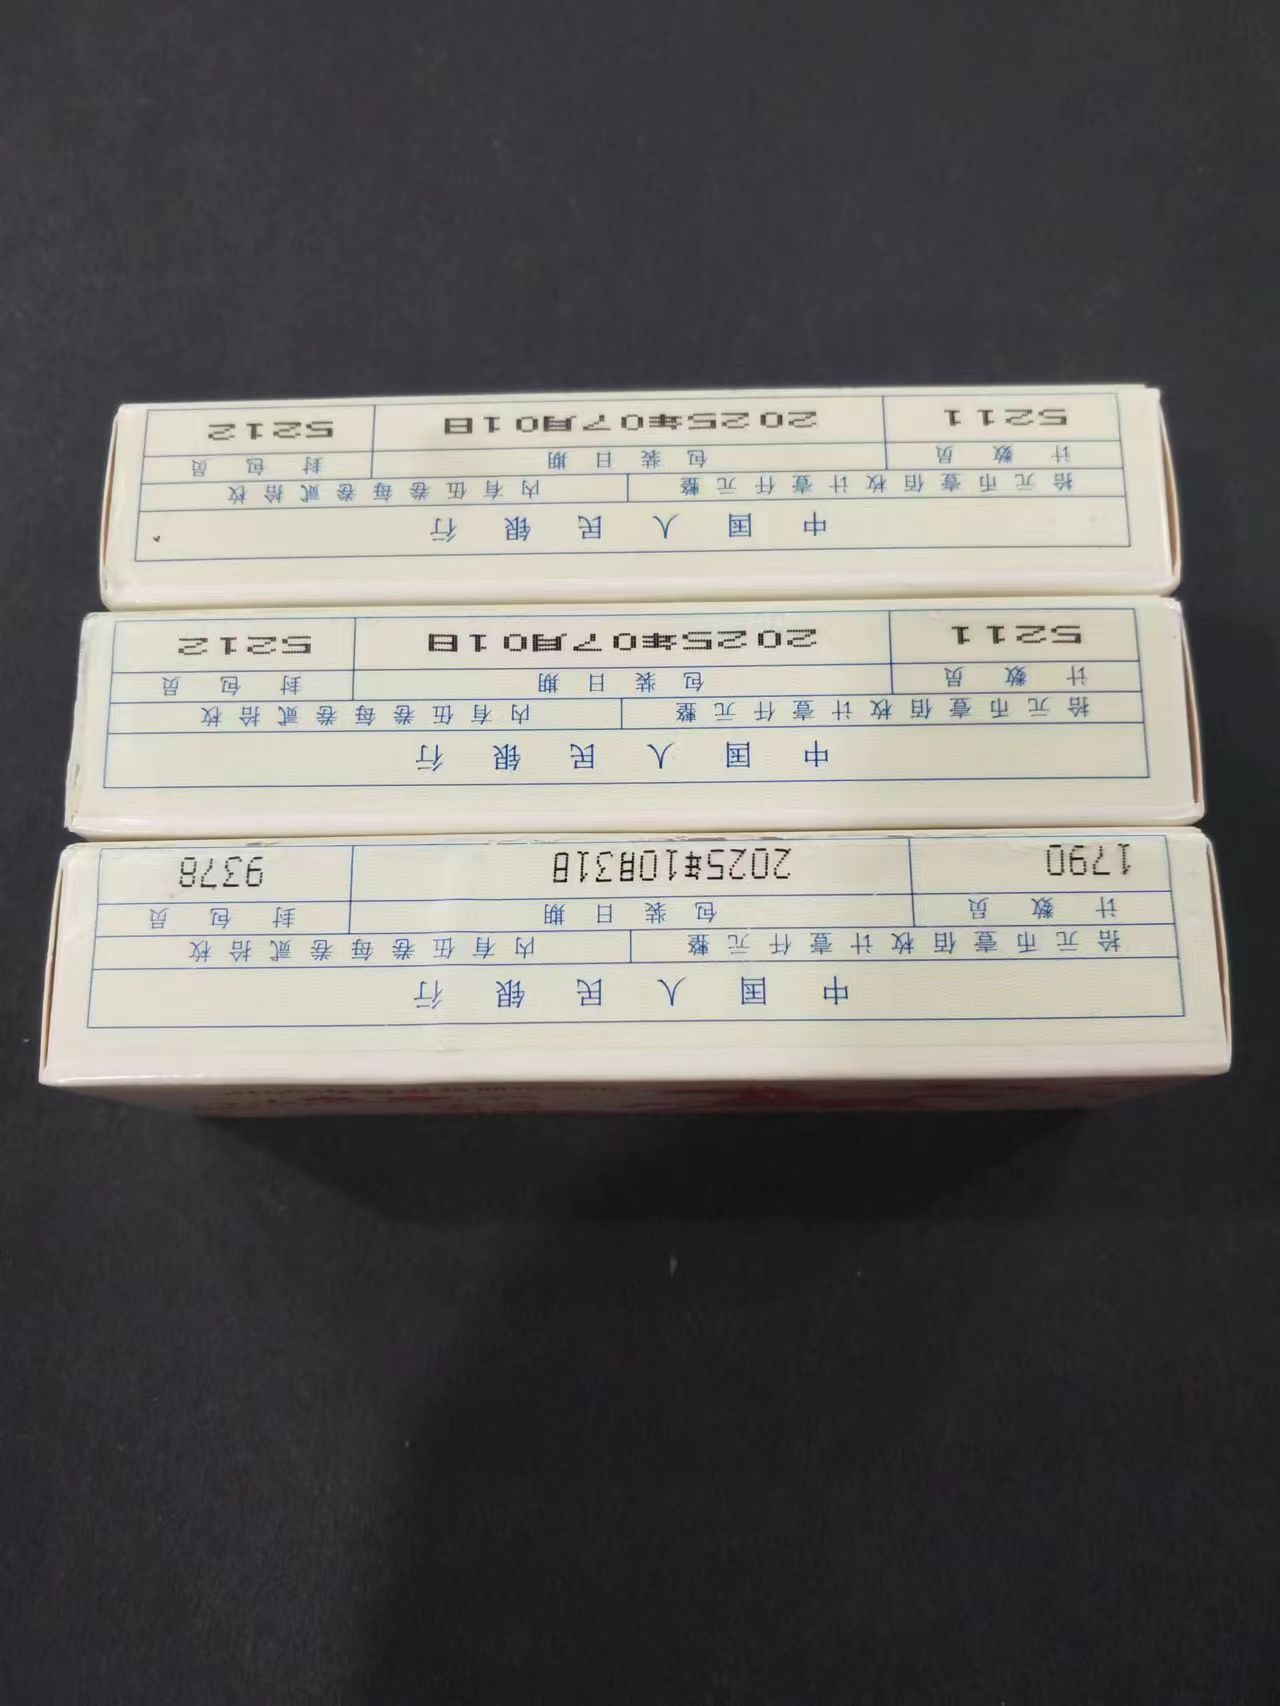 中国人民银行
拾元币壹佰枚计壹仟元整 内有伍卷每卷贰拾枚
计数员 包装日期 封包员
1790 2025年10月31日 9378
中国人民银行
拾元币壹佰枚计壹仟元整 内有伍卷每卷贰拾枚
计数员 包装日期 封包员
5211 2025年07月01日 5212
中国人民银行
拾元币壹佰枚计壹仟元整 内有伍卷每卷贰拾枚
计数员 包装日期 封包员
5211 2025年07月01日 5212